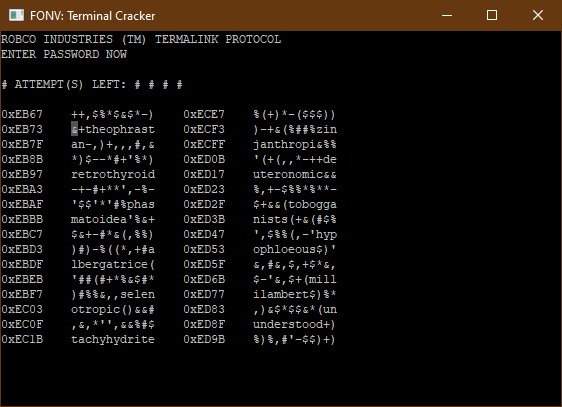 FONV: Terminal Cracker
ROBCO INDUSTRIES (TM) TERMALINK PROTOCOL
ENTER PASSWORD NOW
# ATTEMPT(S) LEFT: # # # #
0xEB67 ++,$%*$&$*-) 0xECE7 %(+)*-($$$))
0xEB73 &+theophrast 0xECF3 )-+&(%##%zin
0xEB7F an-,)+,,,#,& 0xECFF janthropi&%%
0xEB8B *)$--*#+'%*) 0xED0B '(+(,,*-++de
0xEB97 retrothyroid 0xED17 uteronomic&&
0xEBA3 -+-#+**',-%- 0xED23 %,+-$%%*%**-
0xEBAF '$$'*'#%phas 0xED2F $+&&(tobogga
0xEBBB matoidea'%&+ 0xED3B nists(+&(#$%
0xEBC7 $&+-#*&(,%%) 0xED47 ',$%%(,-'hyp
0xEBD3 )#)-%((*,+#a 0xED53 ophloeous$)'
0xEBDF lbergatrice( 0xED5F &,#&,$,+$*&,
0xEBEB '##(#+*%&$#* 0xED6B $-'&,$+(mill
0xEBF7 )#%%&,,selen 0xED77 ilambert$)%*
0xEC03 otropic()&&# 0xED83 ,)&$*$$&*(un
0xEC0F ,&,*'',&&%#$ 0xED8F understood+)
0xEC1B tachyhydrite 0xED9B %)%,#'-$$)+)